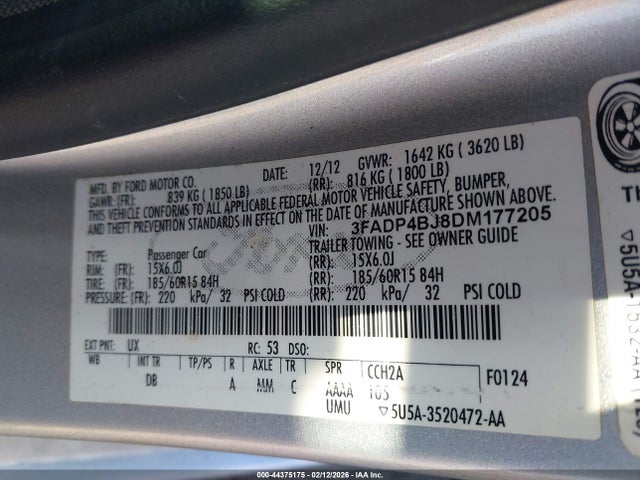 MFD. BY FORD MOTOR CO. DATE: 12/12 GVWR: 1642 KG ( 3620 LB)
GAWR: (FR): 839 KG ( 1850 LB) (RR): 816 KG ( 1800 LB)
THIS VEHICLE CONFORMS TO ALL APPLICABLE FEDERAL MOTOR VEHICLE SAFETY, BUMPER,
AND THEFT PREVENTION STANDARDS IN EFFECT ON THE DATE OF MANUFACTURE SHOWN ABOVE.
VIN: 3FADP4BJ8DM177205
TYPE: Passenger Car TRAILER TOWING - SEE OWNER GUIDE
RIM: (FR): 15X6.0J (RR): 15X6.0J
TIRE: (FR): 185/60R15 84H (RR): 185/60R15 84H
PRESSURE: (FR): 220 kPa/ 32 PSI COLD (RR): 220 kPa/ 32 PSI COLD
EXT PNT: UX RC: 53 DSO:
WB INT TR TP/PS R AXLE TR SPR CCH2A F0124
DB A MM C AAAA 10S
UMU ▽5U5A-3520472-AA
000-44375175 - 02/12/2026 - IAA Inc.